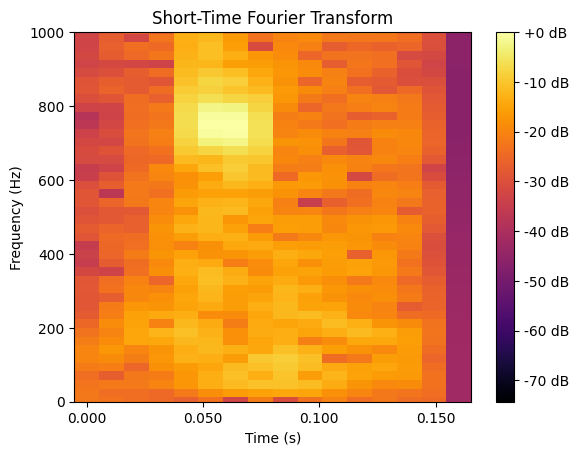 Short-Time Fourier Transform
1000
800
600
400
200
0
Frequency (Hz)
0.000
0.050
0.100
0.150
Time (s)
+0 dB
-10 dB
-20 dB
-30 dB
-40 dB
-50 dB
-60 dB
-70 dB